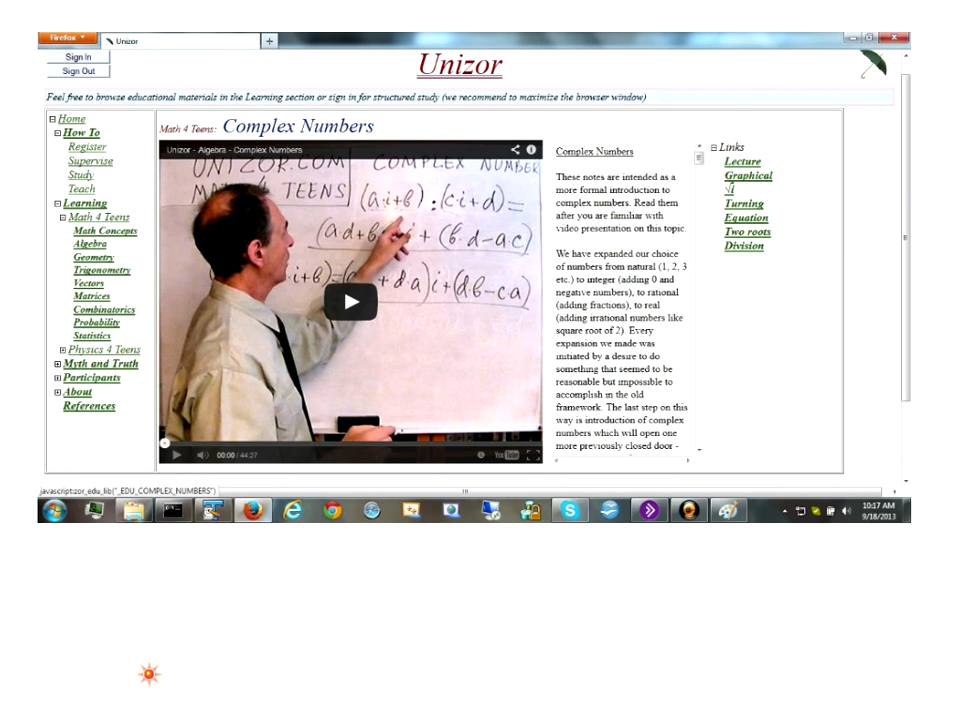 Firefox
Unizor
Sign In
Sign Out
Unizor
Feel free to browse educational materials in the Learning section or sign in for structured study (we recommend to maximize the browser window)
Home
How To
Register
Supervise
Study
Teach
Learning
Math 4 Teens
Math Concepts
Algebra
Geometry
Trigonometry
Vectors
Matrices
Combinatorics
Probability
Statistics
Physics 4 Teens
Myth and Truth
Participants
About
References
Math 4 Teens: Complex Numbers
Unizor - Algebra - Complex Numbers
UNIZOR.COM
COMPLEX NUMBER
4 TEENS
(a·i+b) : (c·i+d) =
i + (b·d-a·c)
+ d·a)i+(d·b-c·a)
00:00 / 44:27
YouTube
Complex Numbers
These notes are intended as a
more formal introduction to
complex numbers. Read them
after you are familiar with
video presentation on this topic.
We have expanded our choice
of numbers from natural (1, 2, 3
etc.) to integer (adding 0 and
negative numbers), to rational
(adding fractions), to real
(adding irrational numbers like
square root of 2). Every
expansion we made was
initiated by a desire to do
something that seemed to be
reasonable but impossible to
accomplish in the old
framework. The last step on this
way is introduction of complex
numbers which will open one
more previously closed door -
Links
Lecture
Graphical
√i
Turning
Equation
Two roots
Division
javascript:zor_edu_lib("_EDU_COMPLEX_NUMBERS")
10:17 AM
9/18/2013